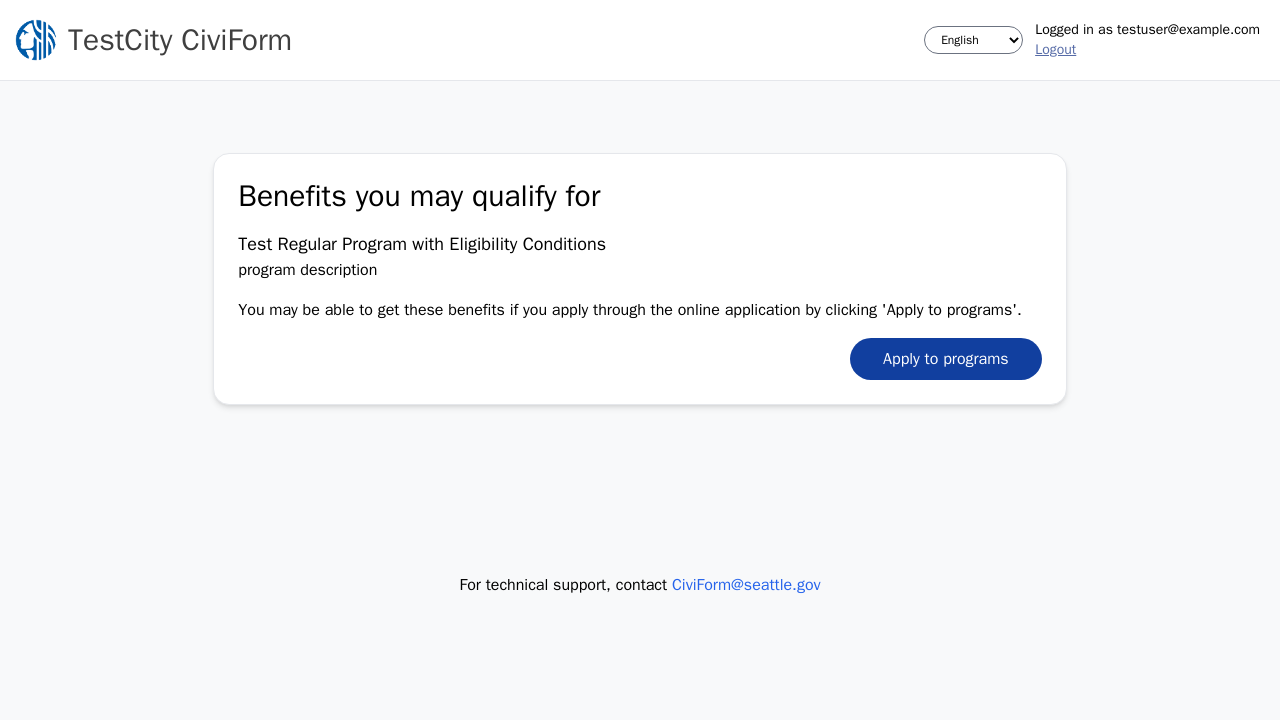 TestCity CiviForm
English
Logged in as testuser@example.com
Logout
Benefits you may qualify for
Test Regular Program with Eligibility Conditions
program description
You may be able to get these benefits if you apply through the online application by clicking 'Apply to programs'.
Apply to programs
For technical support, contact CiviForm@seattle.gov